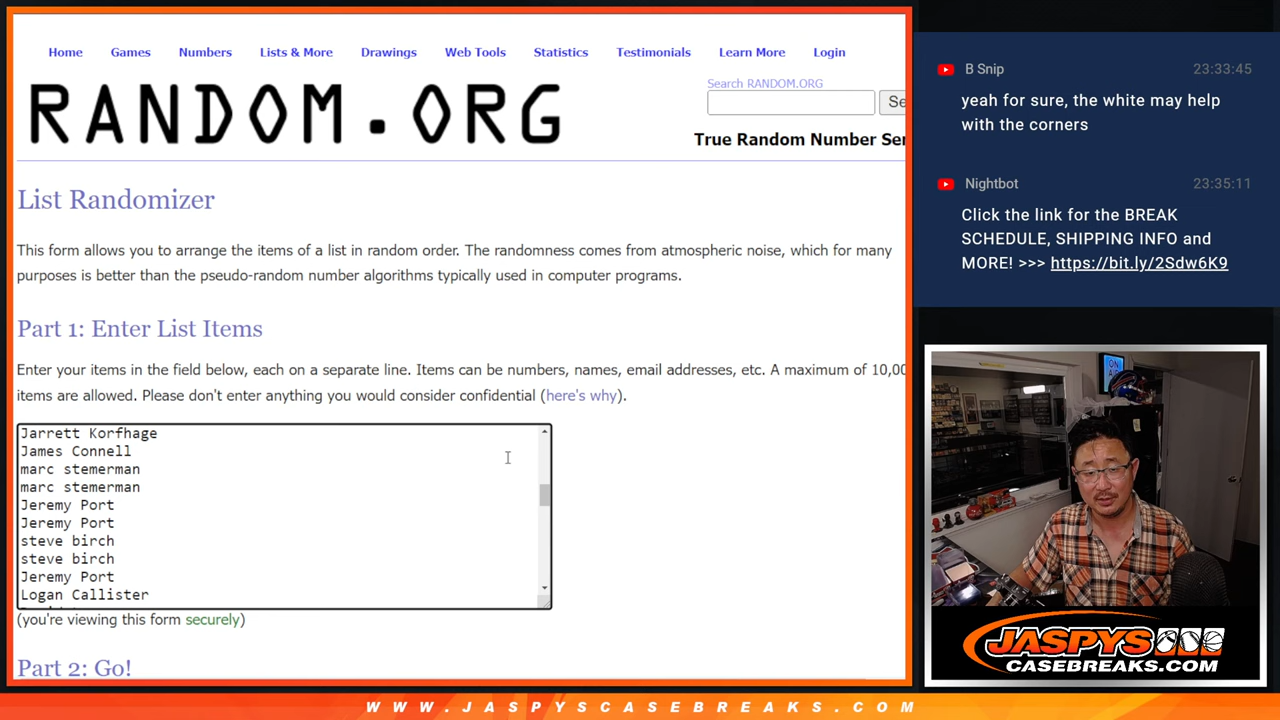 Home Games Numbers Lists & More Drawings Web Tools Statistics Testimonials Learn More Login
RANDOM.ORG
Search RANDOM.ORG
Se
True Random Number Ser
List Randomizer
This form allows you to arrange the items of a list in random order. The randomness comes from atmospheric noise, which for many
purposes is better than the pseudo-random number algorithms typically used in computer programs.
Part 1: Enter List Items
Enter your items in the field below, each on a separate line. Items can be numbers, names, email addresses, etc. A maximum of 10,00
items are allowed. Please don't enter anything you would consider confidential (here's why).
Jarrett Korfhage
James Connell
marc stemerman
marc stemerman
Jeremy Port
Jeremy Port
steve birch
steve birch
Jeremy Port
Logan Callister
(you're viewing this form securely)
Part 2: Go!
B Snip 23:33:45
yeah for sure, the white may help
with the corners
Nightbot 23:35:11
Click the link for the BREAK
SCHEDULE, SHIPPING INFO and
MORE! >>> https://bit.ly/2Sdw6K9
ON
JASPYS
CASEBREAKS.COM
WWW.JASPYSCASEBREAKS.COM